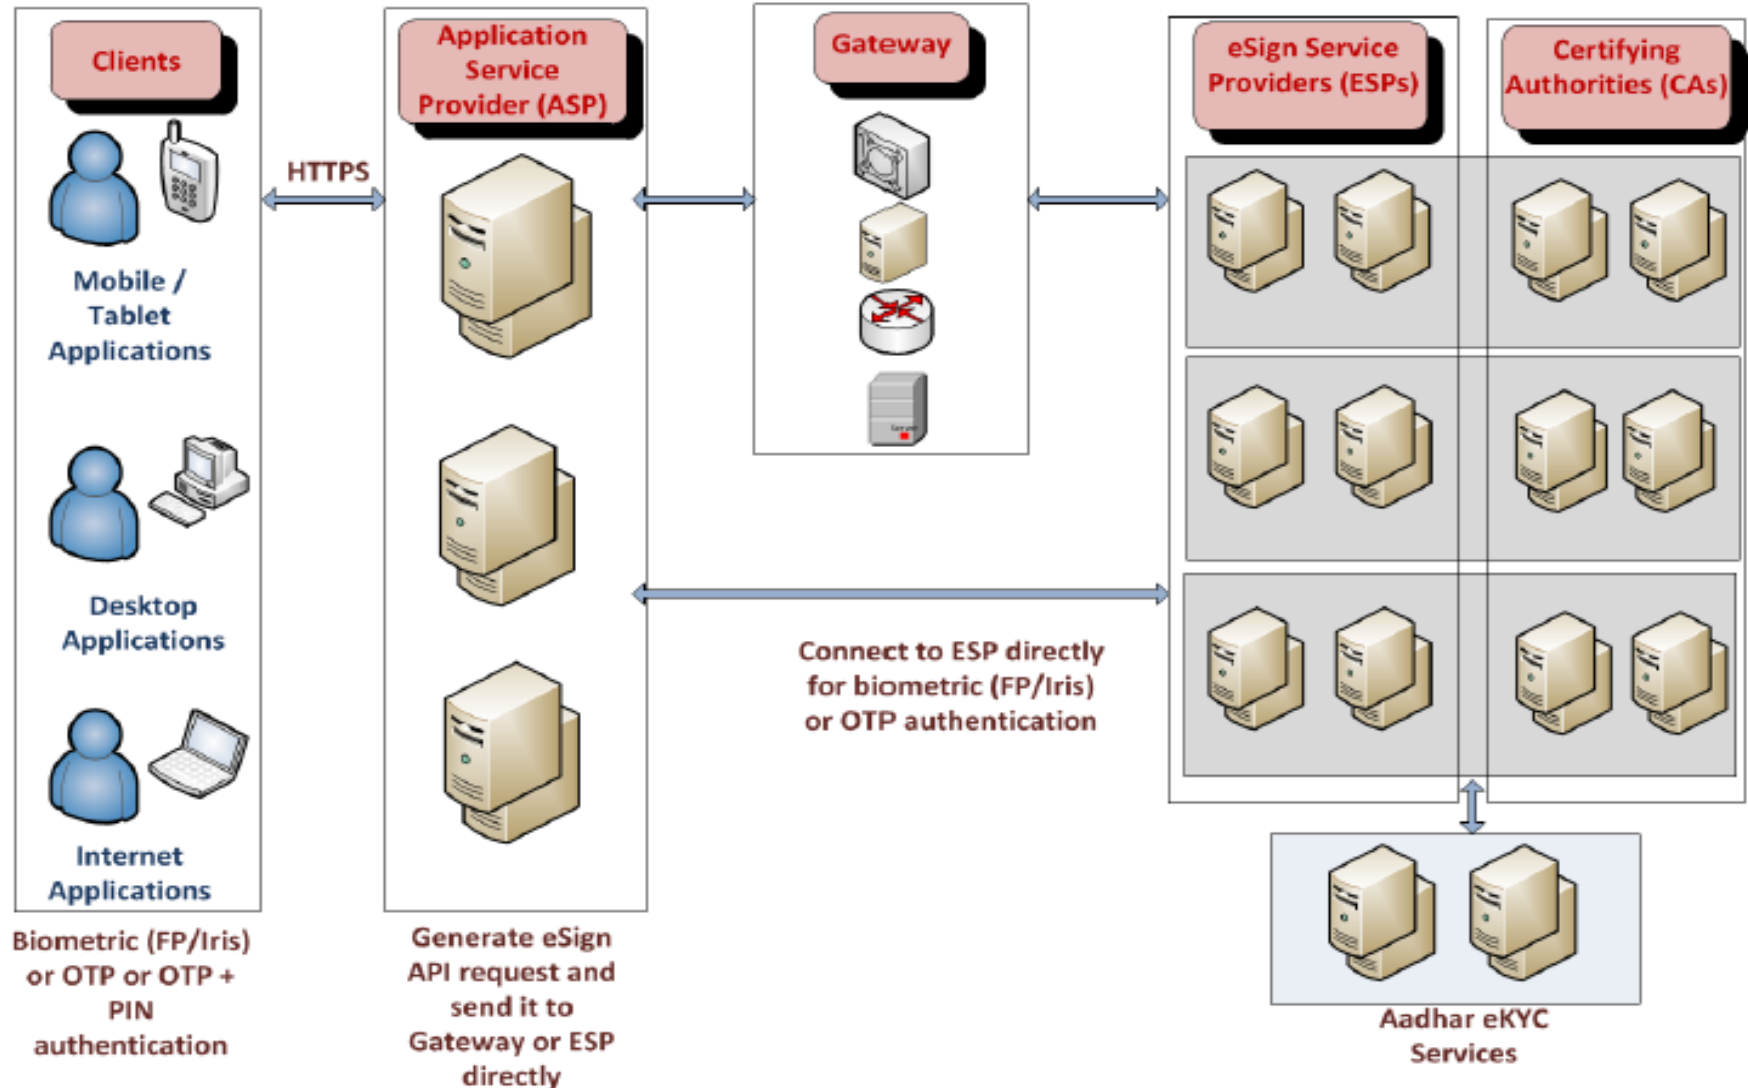 Clients
Application
Service
Provider (ASP)
Gateway
eSign Service
Providers (ESPs)
Certifying
Authorities (CAs)
HTTPS
Mobile /
Tablet
Applications
Server
Desktop
Applications
Connect to ESP directly
for biometric (FP/Iris)
or OTP authentication
Internet
Applications
Biometric (FP/Iris)
or OTP or OTP +
PIN
authentication
Generate eSign
API request and
send it to
Gateway or ESP
directly
Aadhar eKYC
Services